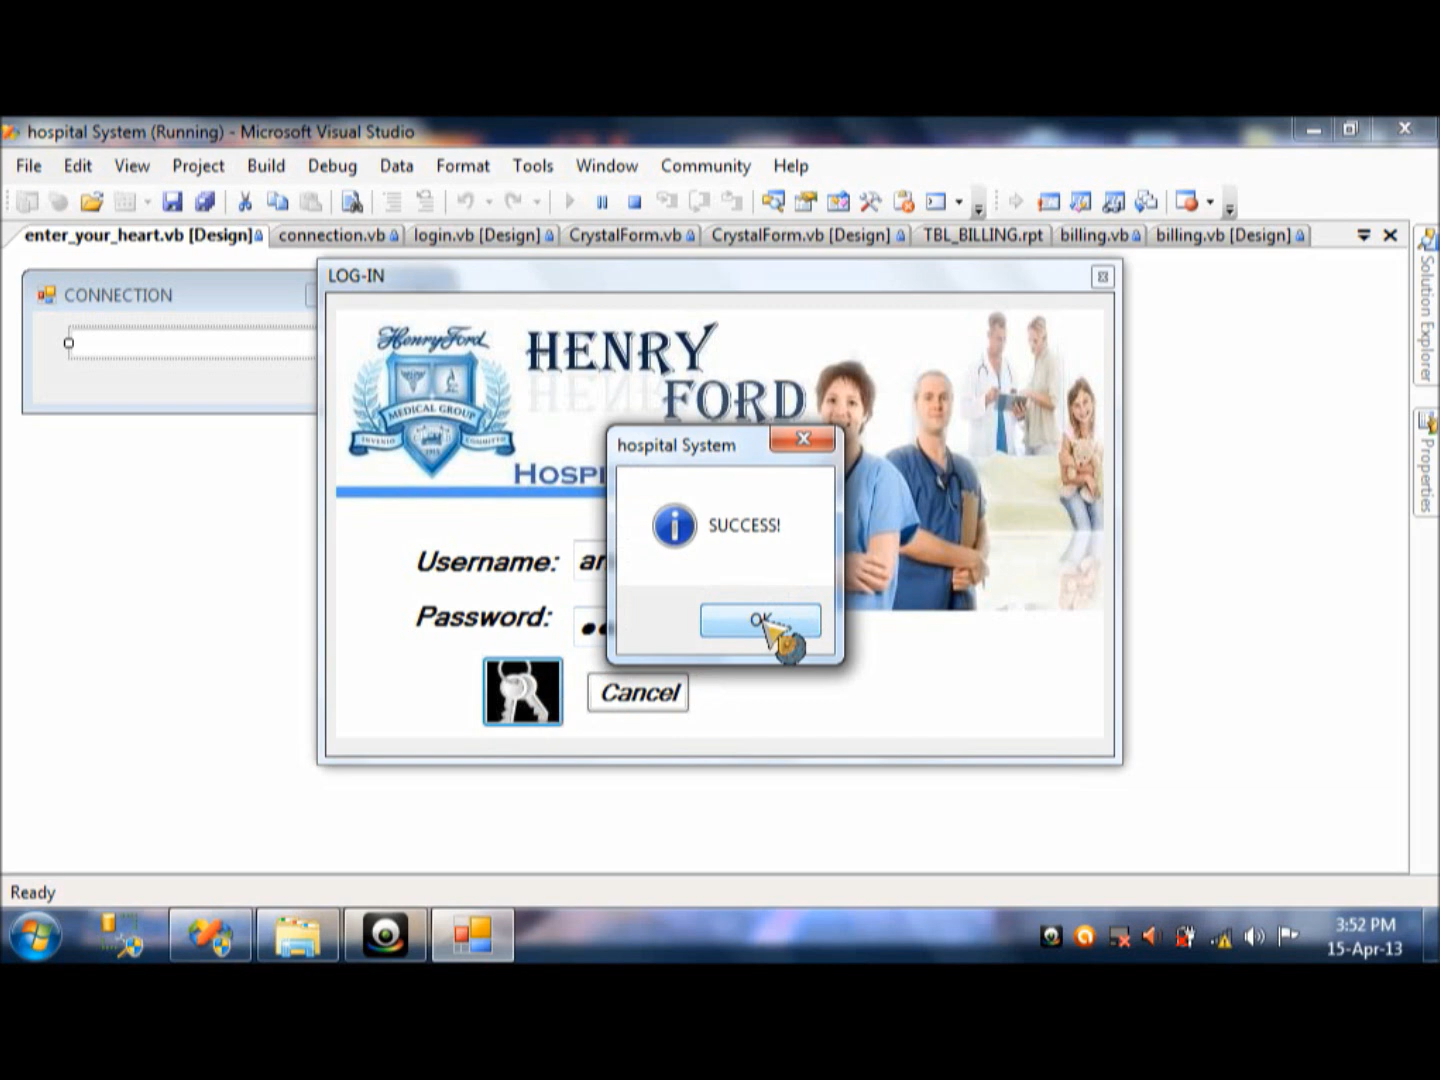 hospital System (Running) - Microsoft Visual Studio
File Edit View Project Build Debug Data Format Tools Window Community Help
enter_your_heart.vb [Design] connection.vb login.vb [Design] CrystalForm.vb CrystalForm.vb [Design] TBL_BILLING.rpt billing.vb billing.vb [Design]
Solution Explorer
Properties
CONNECTION
LOG-IN
Henry Ford
MEDICAL GROUP
HENRY
FORD
HOSPI
hospital System
SUCCESS!
OK
Username: ar
Password:
Cancel
Ready
3:52 PM
15-Apr-13